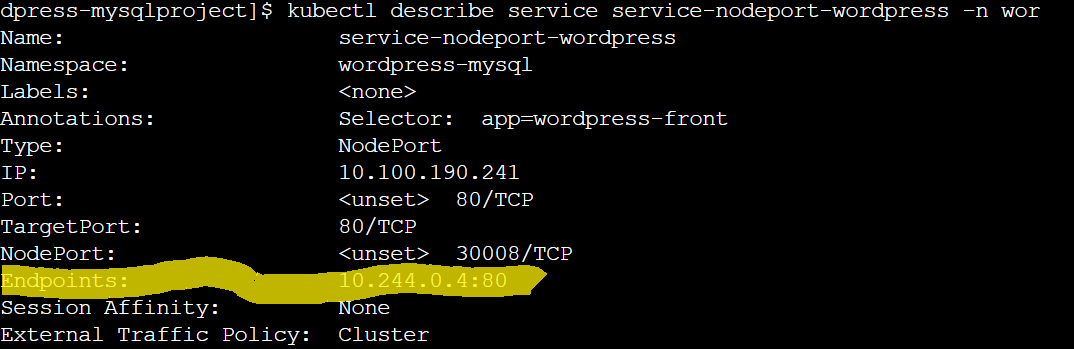 dpress-mysqlproject]$ kubectl describe service service-nodeport-wordpress -n wor
Name: service-nodeport-wordpress
Namespace: wordpress-mysql
Labels: <none>
Annotations: Selector: app=wordpress-front
Type: NodePort
IP: 10.100.190.241
Port: <unset> 80/TCP
TargetPort: 80/TCP
NodePort: <unset> 30008/TCP
Endpoints: 10.244.0.4:80
Session Affinity: None
External Traffic Policy: Cluster